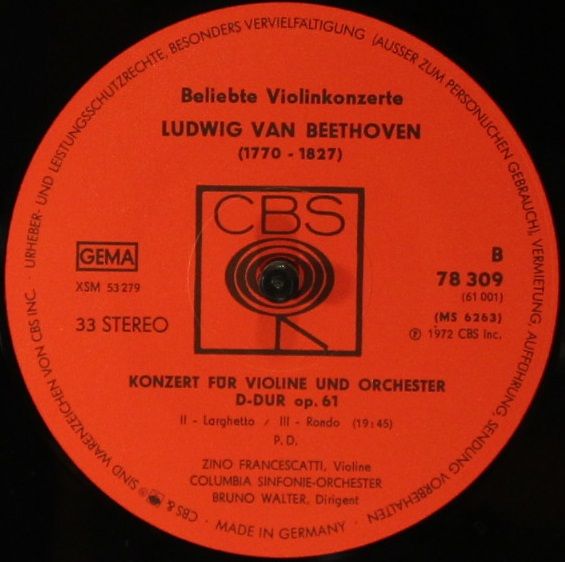 URHEBER- UND LEISTUNGSSCHUTZRECHTE, BESONDERS VERVIELFÄLTIGUNG (AUSSER ZUM PERSÖNLICHEN GEBRAUCH), VERMIETUNG, AUFFÜHRUNG, SENDUNG VORBEHALTEN
Beliebte Violinkonzerte
LUDWIG VAN BEETHOVEN
(1770 - 1827)
CBS
GEMA
XSM 53279
33 STEREO
B
78 309
(61 001)
(MS 6263)
Ⓟ 1972 CBS Inc.
KONZERT FÜR VIOLINE UND ORCHESTER
D-DUR op. 61
II - Larghetto / III - Rondo (19:45)
P. D.
ZINO FRANCESCATTI, Violine
COLUMBIA SINFONIE-ORCHESTER
BRUNO WALTER, Dirigent
CBS & SIND WARENZEICHEN VON CBS INC. · MADE IN GERMANY ·